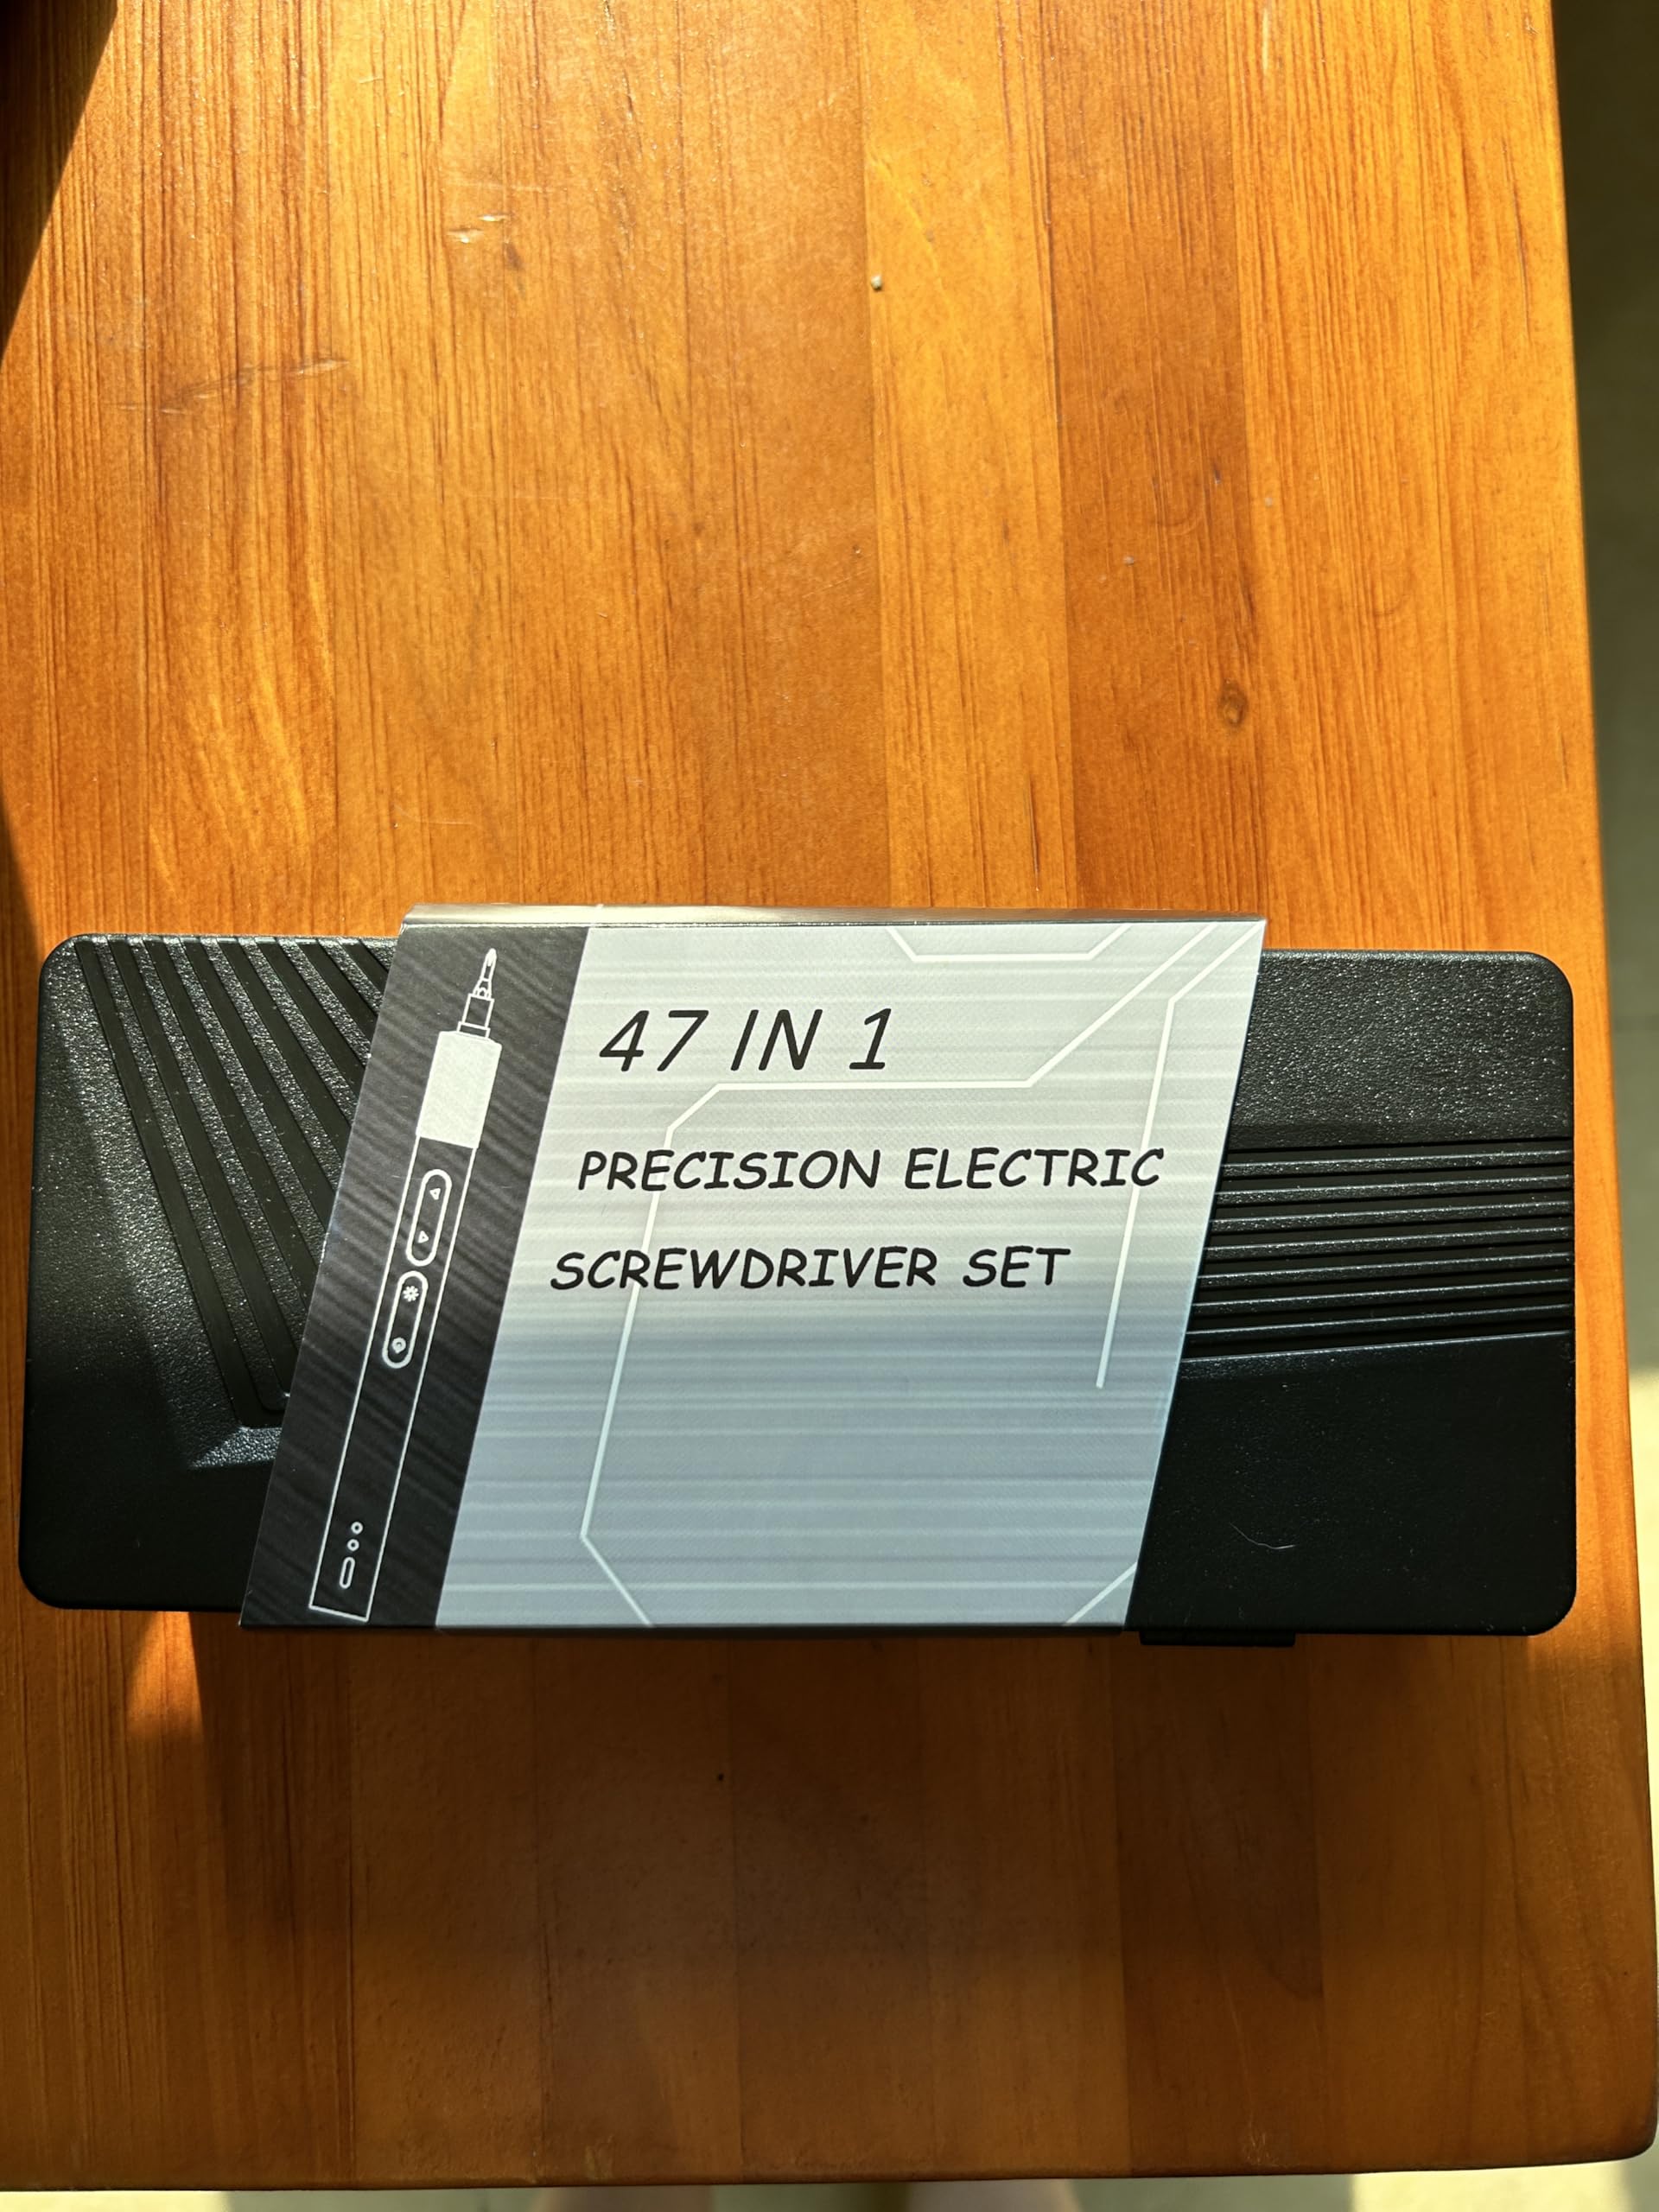 47 IN 1
PRECISION ELECTRIC
SCREWDRIVER SET